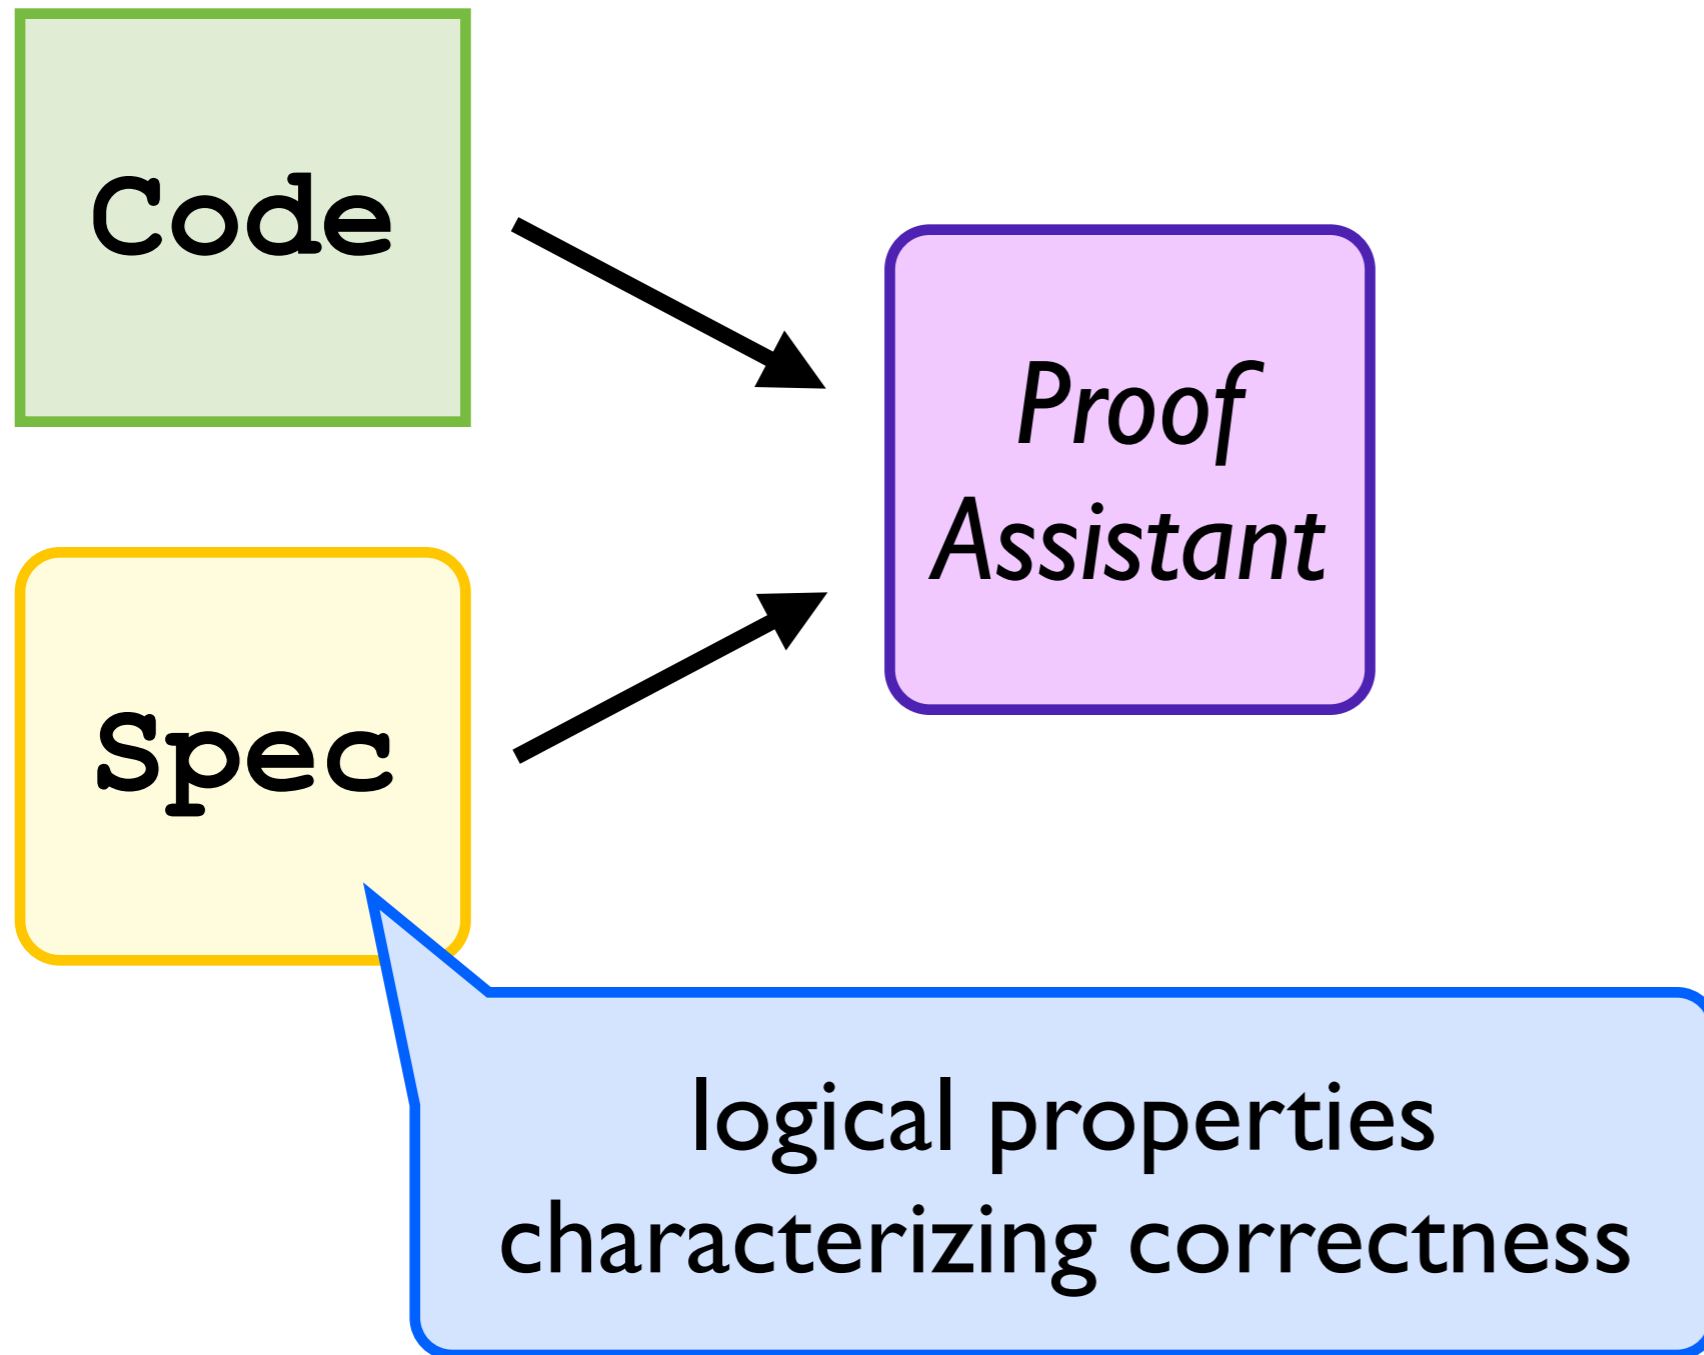 Code
Proof
Assistant
Spec
logical properties
characterizing correctness